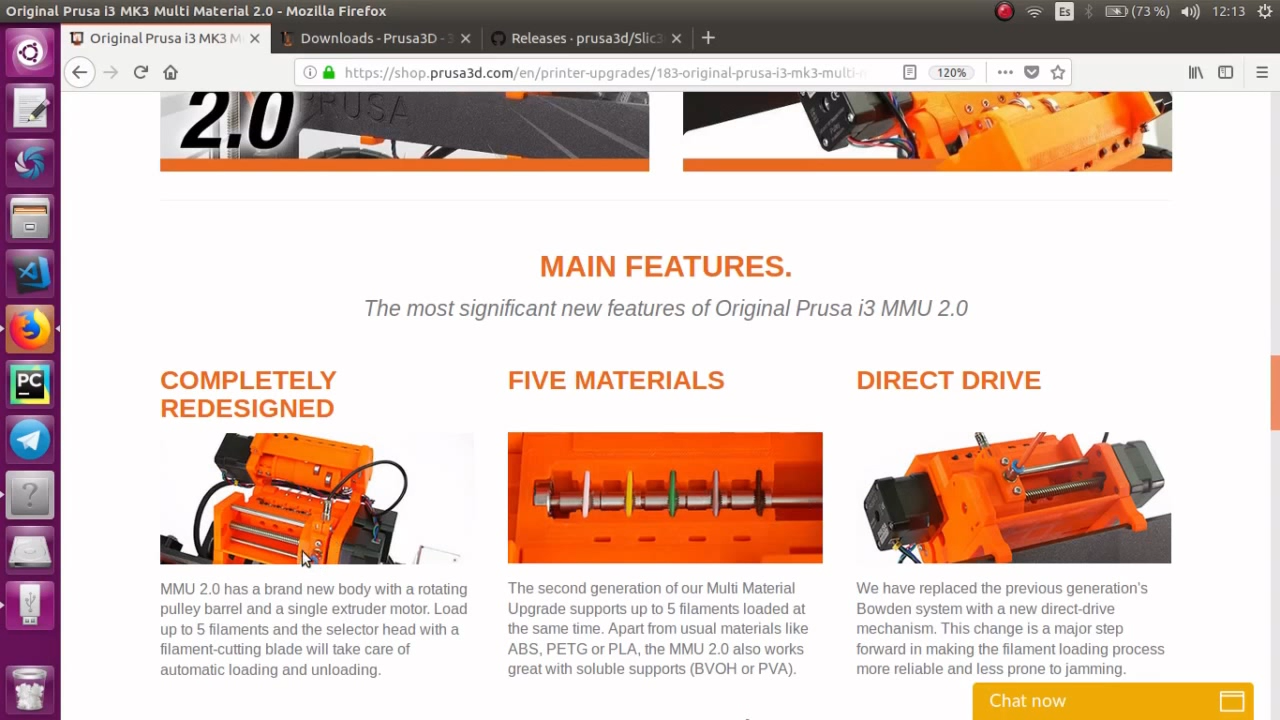 Original Prusa i3 MK3 Multi Material 2.0 - Mozilla Firefox
Es
(73 %)
12:13
Original Prusa i3 MK3 M
Downloads - Prusa3D -
Releases · prusa3d/Slic3
https://shop.prusa3d.com/en/printer-upgrades/183-original-prusa-i3-mk3-multi-
120%
2.0
PRUSA
MAIN FEATURES.
The most significant new features of Original Prusa i3 MMU 2.0
COMPLETELY
REDESIGNED
MMU 2.0 has a brand new body with a rotating
pulley barrel and a single extruder motor. Load
up to 5 filaments and the selector head with a
filament-cutting blade will take care of
automatic loading and unloading.
FIVE MATERIALS
The second generation of our Multi Material
Upgrade supports up to 5 filaments loaded at
the same time. Apart from usual materials like
ABS, PETG or PLA, the MMU 2.0 also works
great with soluble supports (BVOH or PVA).
DIRECT DRIVE
We have replaced the previous generation's
Bowden system with a new direct-drive
mechanism. This change is a major step
forward in making the filament loading process
more reliable and less prone to jamming.
Chat now
PC